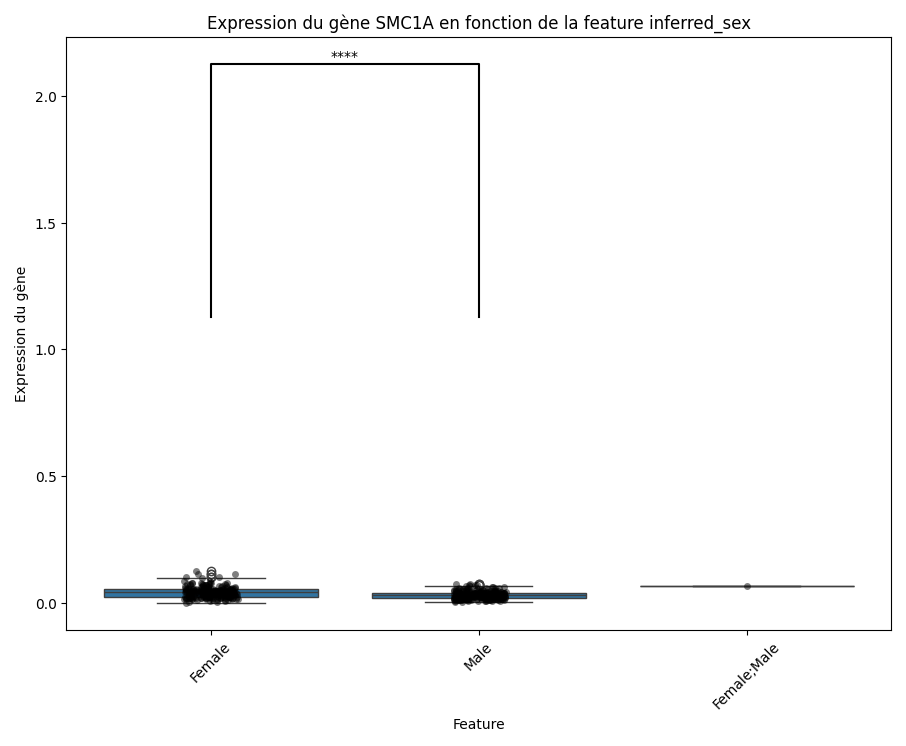 Expression du gène SMC1A en fonction de la feature inferred_sex
****
2.0
1.5
1.0
0.5
0.0
Expression du gène
Female
Male
Female;Male
Feature